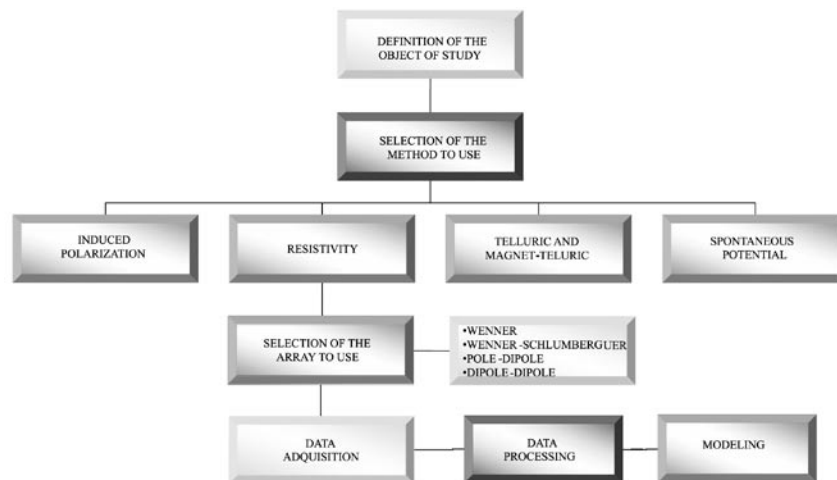 DEFINITION OF THE
OBJECT OF STUDY
SELECTION OF THE
METHOD TO USE
INDUCED
POLARIZATION
RESISTIVITY
TELLURIC AND
MAGNET-TELURIC
SPONTANEOUS
POTENTIAL
SELECTION OF THE
ARRAY TO USE
•WENNER
•WENNER-SCHLUMBERGUER
•POLE-DIPOLE
•DIPOLE-DIPOLE
DATA
ADQUISITION
DATA
PROCESSING
MODELING